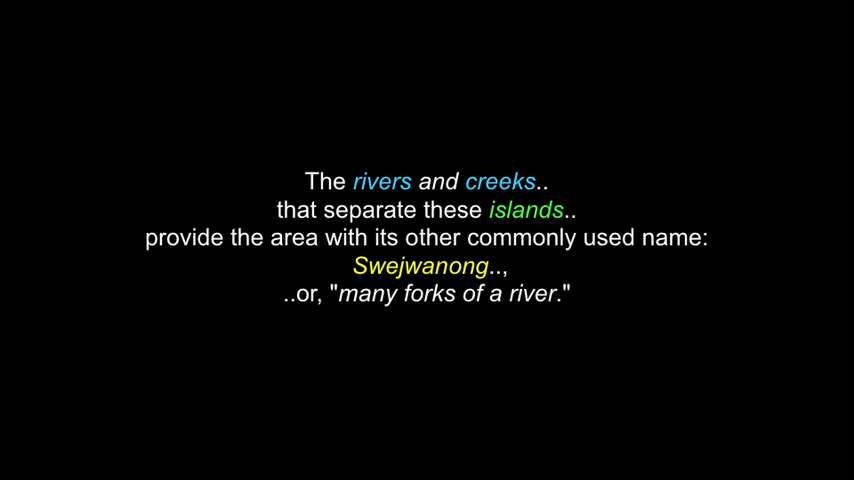 The rivers and creeks..
that separate these islands..
provide the area with its other commonly used name:
Swejwanong..,
..or, "many forks of a river."